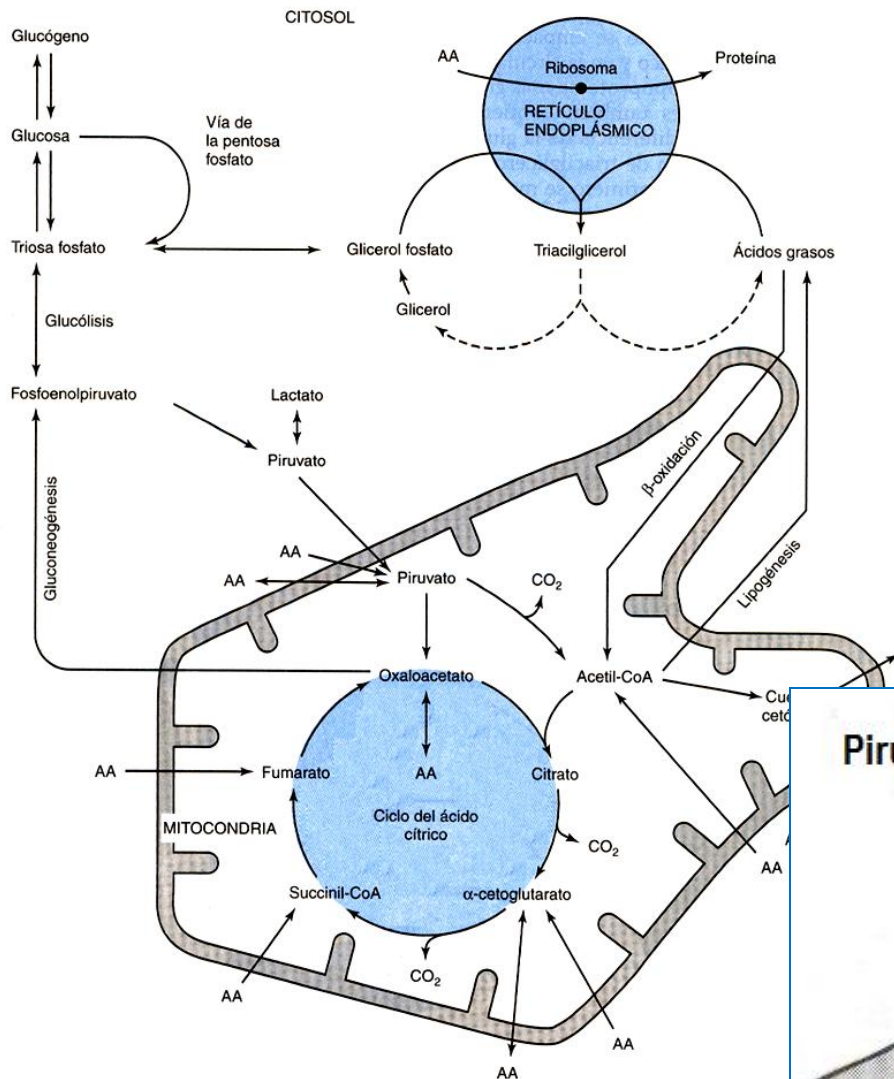 CITOSOL
Glucógeno
AA
Ribosoma
Proteína
RETÍCULO
ENDOPLÁSMICO
Glucosa
Vía de
la pentosa
fosfato
Triosa fosfato
Glicerol fosfato
Triacilglicerol
Ácidos grasos
Glicerol
Glucólisis
Fosfoenolpiruvato
Lactato
Piruvato
β-oxidación
Lipogénesis
Gluconeogénesis
AA
AA
Piruvato
CO₂
Oxaloacetato
Acetil-CoA
AA
Fumarato
AA
Citrato
Ciclo del ácido
cítrico
MITOCONDRIA
CO₂
AA
Succinil-CoA
α-cetoglutarato
CO₂
AA
AA
AA